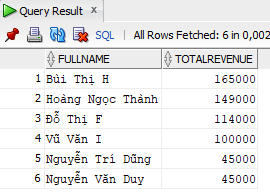 Query Result
SQL | All Rows Fetched: 6 in 0,002
FULLNAME TOTALREVENUE
1 Bùi Thị H 165000
2 Hoàng Ngọc Thành 149000
3 Đỗ Thị F 114000
4 Vũ Văn I 100000
5 Nguyễn Trí Dũng 45000
6 Nguyễn Văn Duy 45000